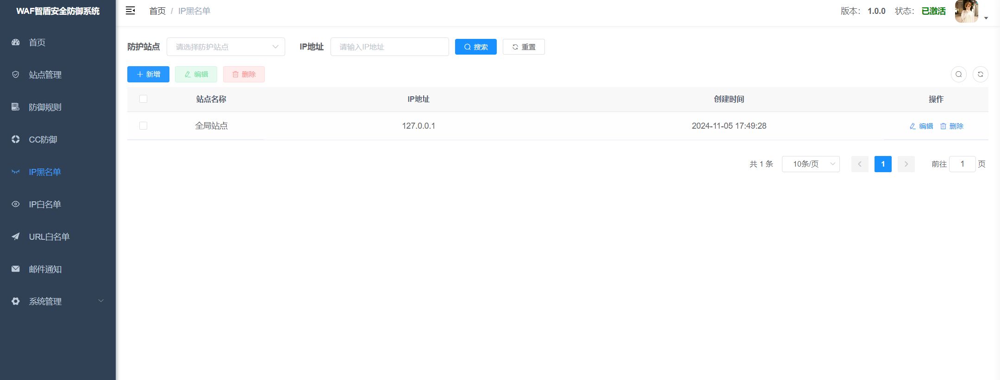 WAF智盾安全防御系统
首页
站点管理
防御规则
CC防御
IP黑名单
IP白名单
URL白名单
邮件通知
系统管理
首页 / IP黑名单
版本： 1.0.0 状态： 已激活
防护站点 请选择防护站点 IP地址 请输入IP地址 搜索 重置
新增 编辑 删除
站点名称 IP地址 创建时间 操作
全局站点 127.0.0.1 2024-11-05 17:49:28 编辑 删除
共 1 条 10条/页 1 前往 1 页